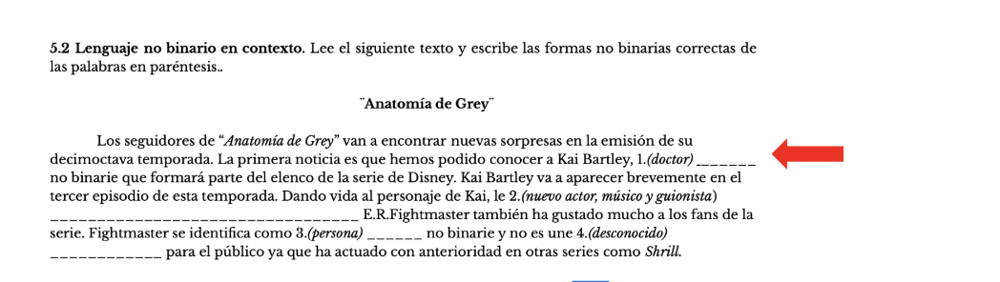 5.2 Lenguaje no binario en contexto. Lee el siguiente texto y escribe las formas no binarias correctas de
las palabras en paréntesis..
¨Anatomía de Grey¨
Los seguidores de “Anatomía de Grey” van a encontrar nuevas sorpresas en la emisión de su
decimoctava temporada. La primera noticia es que hemos podido conocer a Kai Bartley, 1.(doctor) _______
no binarie que formará parte del elenco de la serie de Disney. Kai Bartley va a aparecer brevemente en el
tercer episodio de esta temporada. Dando vida al personaje de Kai, le 2.(nuevo actor, músico y guionista)
_________________________________ E.R.Fightmaster también ha gustado mucho a los fans de la
serie. Fightmaster se identifica como 3.(persona) ______ no binarie y no es une 4.(desconocido)
____________ para el público ya que ha actuado con anterioridad en otras series como Shrill.